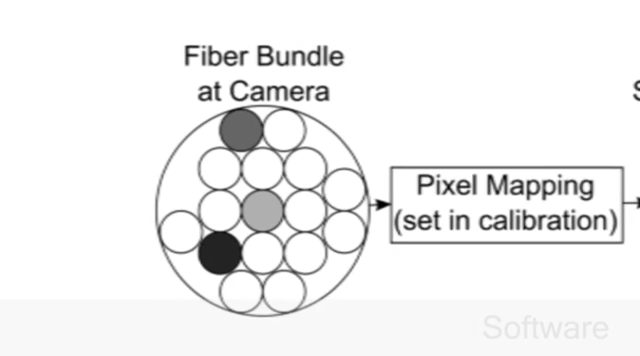 Fiber Bundle
at Camera
Pixel Mapping
(set in calibration)
Software